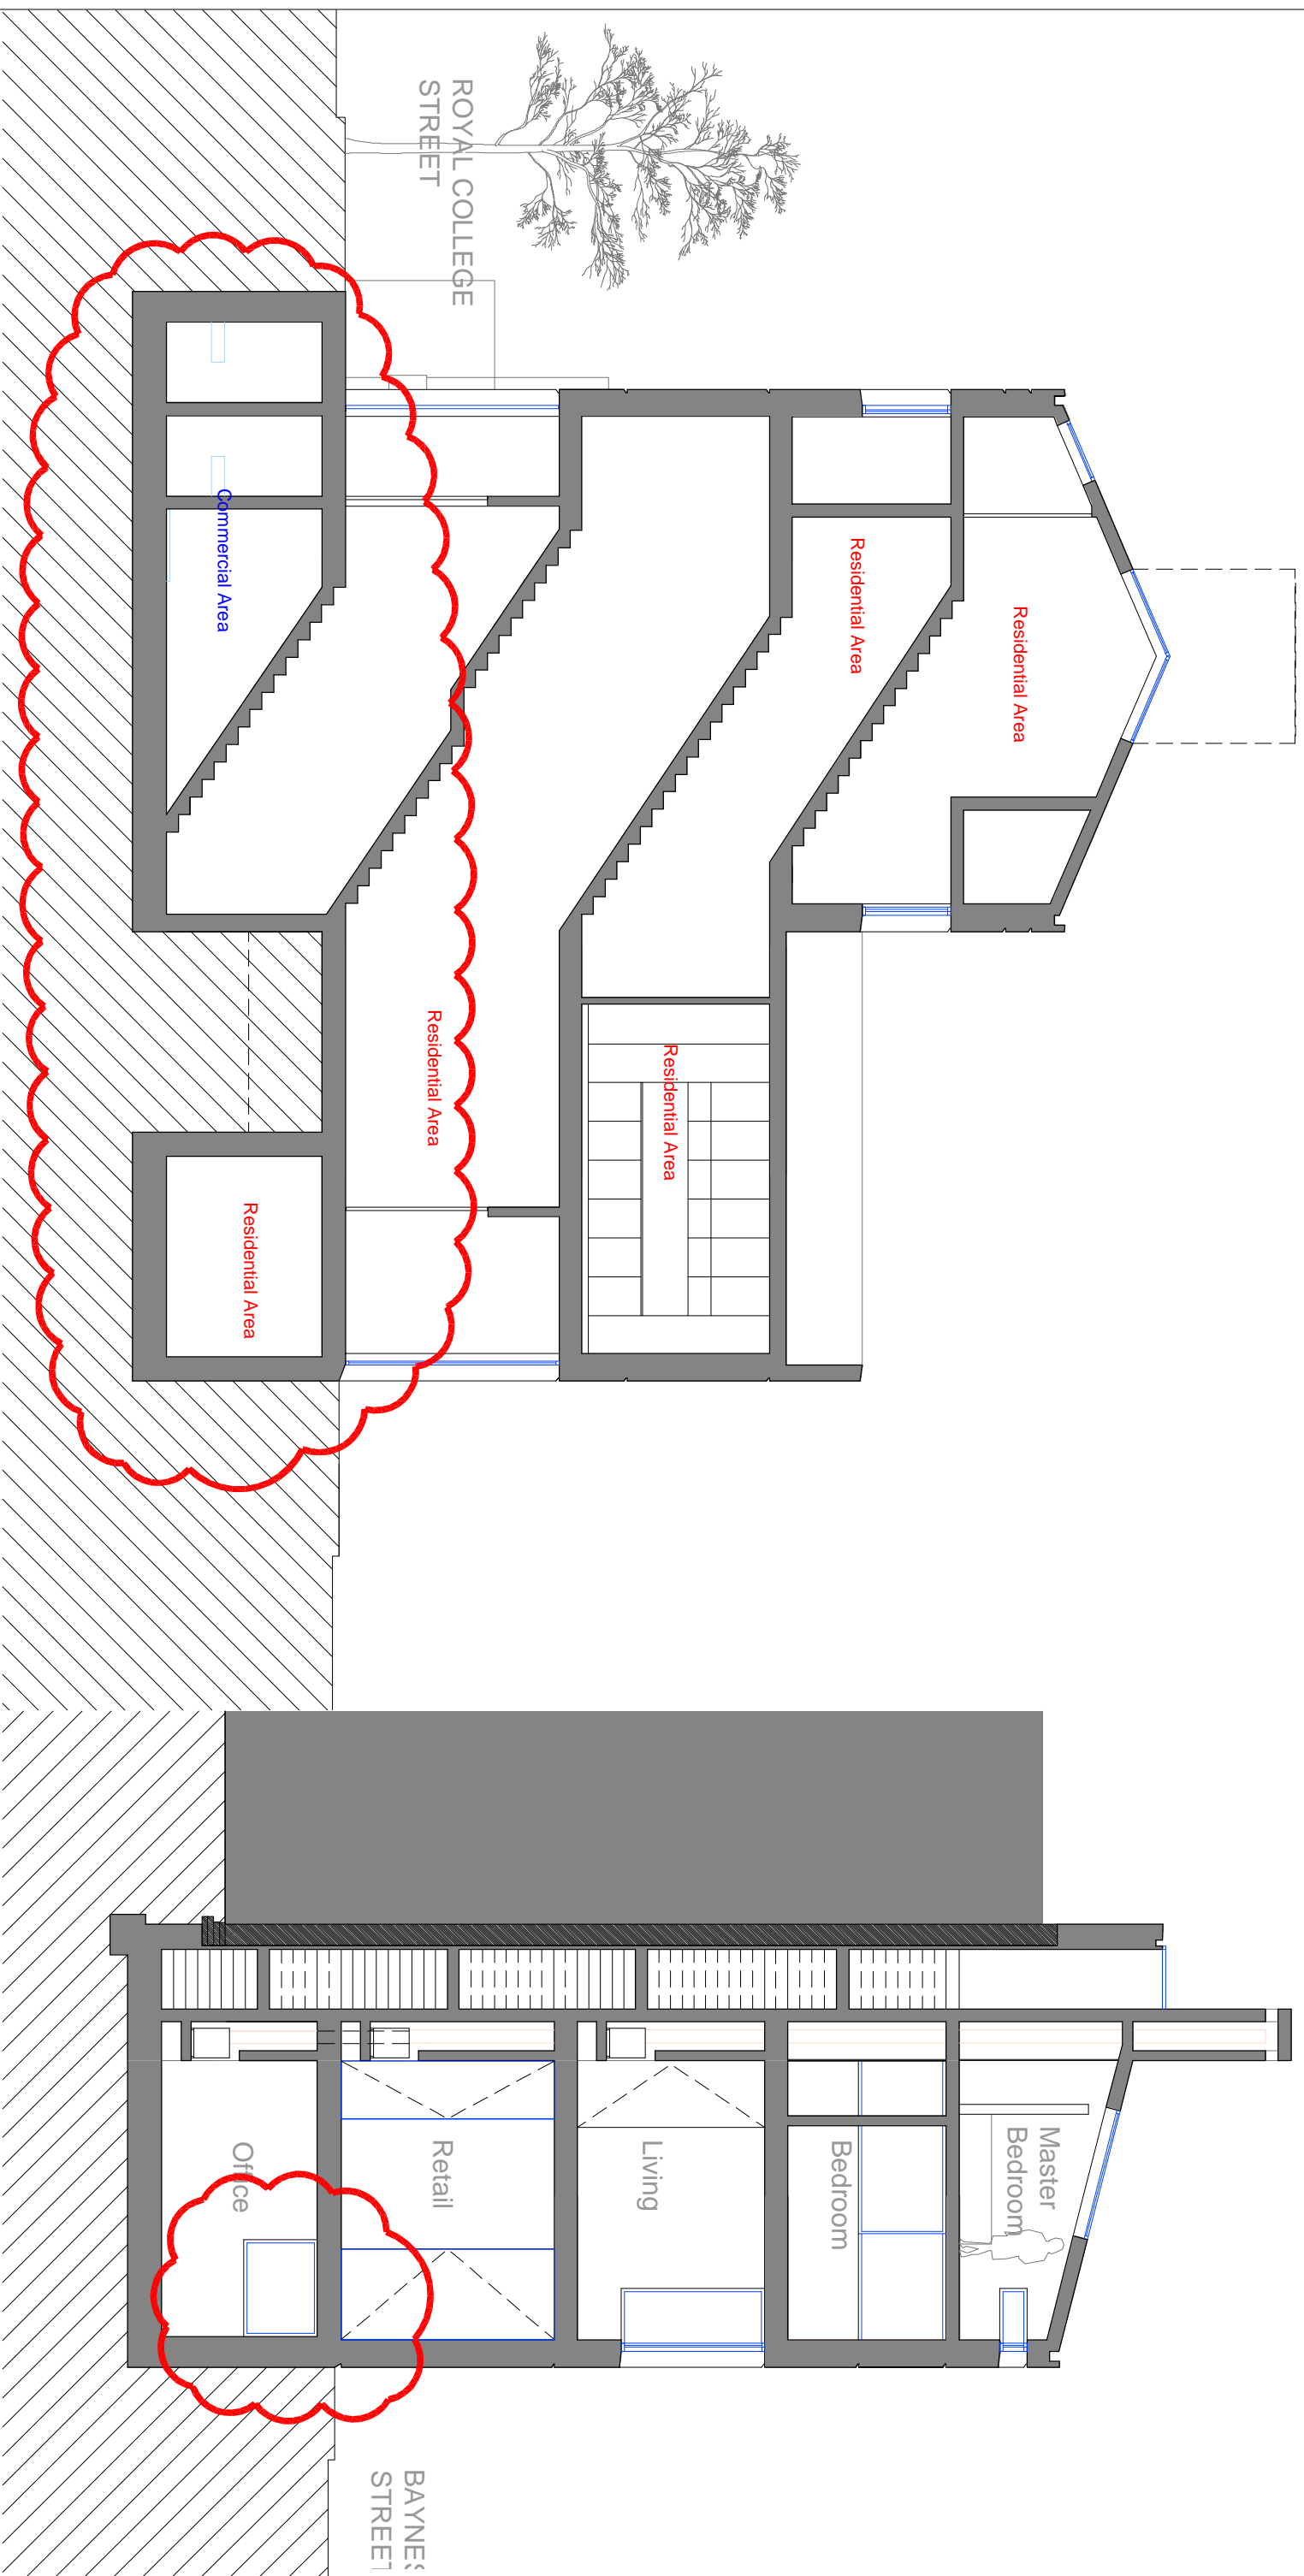 ROYAL COLLEGE
STREET
Residential Area
Residential Area
Residential Area
Residential Area
Commercial Area
Residential Area
Master
Bedroom
Bedroom
Living
Retail
Office
BAYNES
STREET